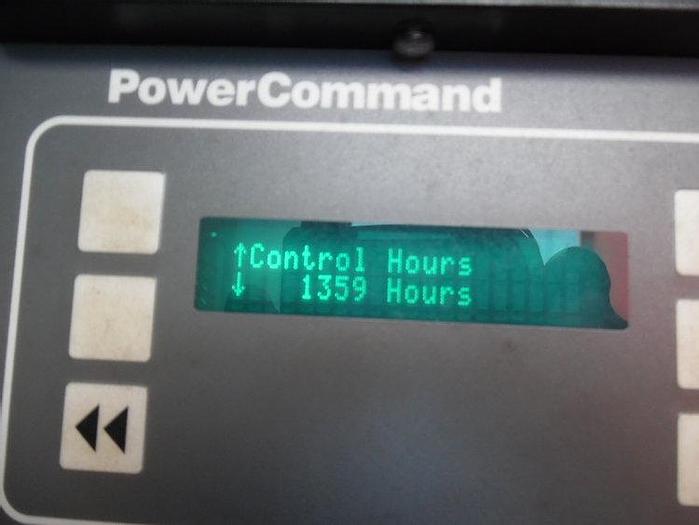 PowerCommand
↑Control Hours
↓ 1359 Hours